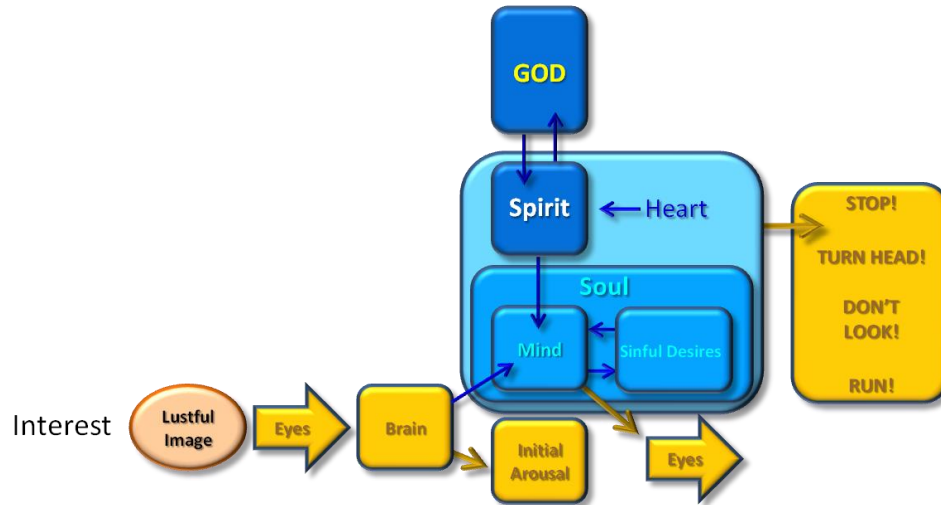 GOD
Spirit
Heart
STOP!
TURN HEAD!
DON'T
LOOK!
RUN!
Soul
Mind
Sinful Desires
Interest
Lustful
Image
Eyes
Brain
Initial
Arousal
Eyes